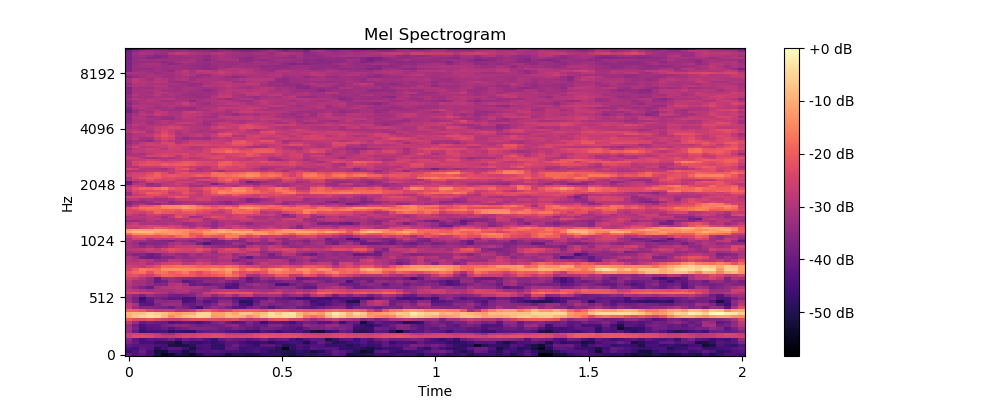 Mel Spectrogram
8192
4096
2048
1024
512
0
Hz
0
0.5
1
1.5
2
Time
+0 dB
-10 dB
-20 dB
-30 dB
-40 dB
-50 dB